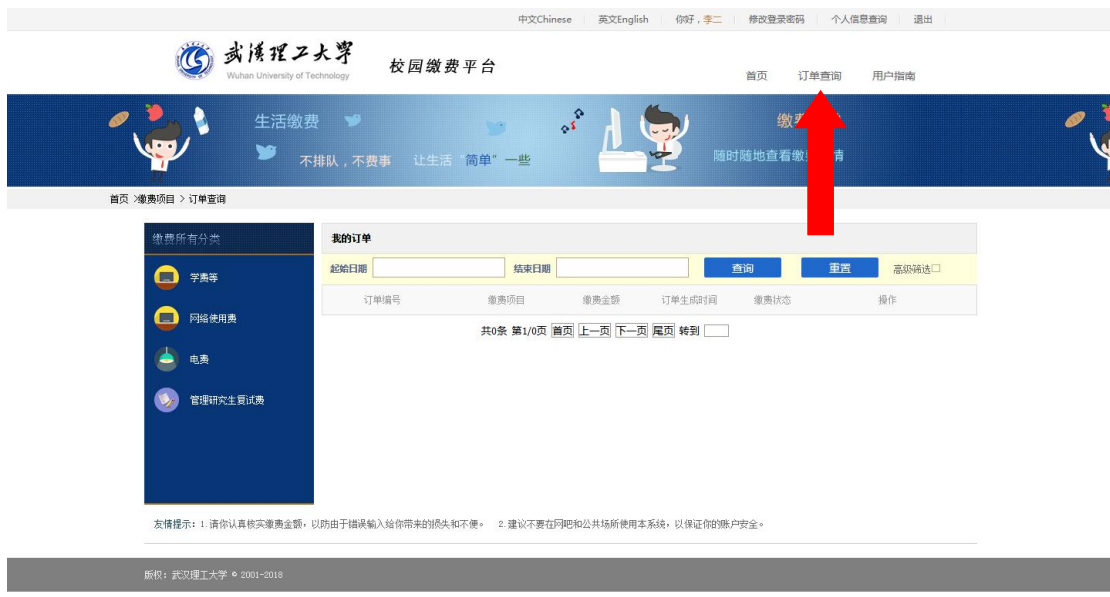 中文Chinese 英文English 你好，李二 修改登录密码 个人信息查询 退出
武汉理工大学
Wuhan University of Technology
校园缴费平台
首页 订单查询 用户指南
生活缴费
不排队，不费事 让生活“简单”一些
随时随地查看缴
首页 >缴费项目 > 订单查询
缴费所有分类
学费等
网络使用费
电费
管理研究生复试费
我的订单
起始日期 结束日期 查询 重置 高级筛选
订单编号 缴费项目 缴费金额 订单生成时间 缴费状态 操作
共0条 第1/0页 首页 上一页 下一页 尾页 转到
友情提示：1.请你认真核实缴费金额，以防由于错误输入给你带来的损失和不便。 2.建议不要在网吧和公共场所使用本系统，以保证你的账户安全。
版权：武汉理工大学 © 2001-2018